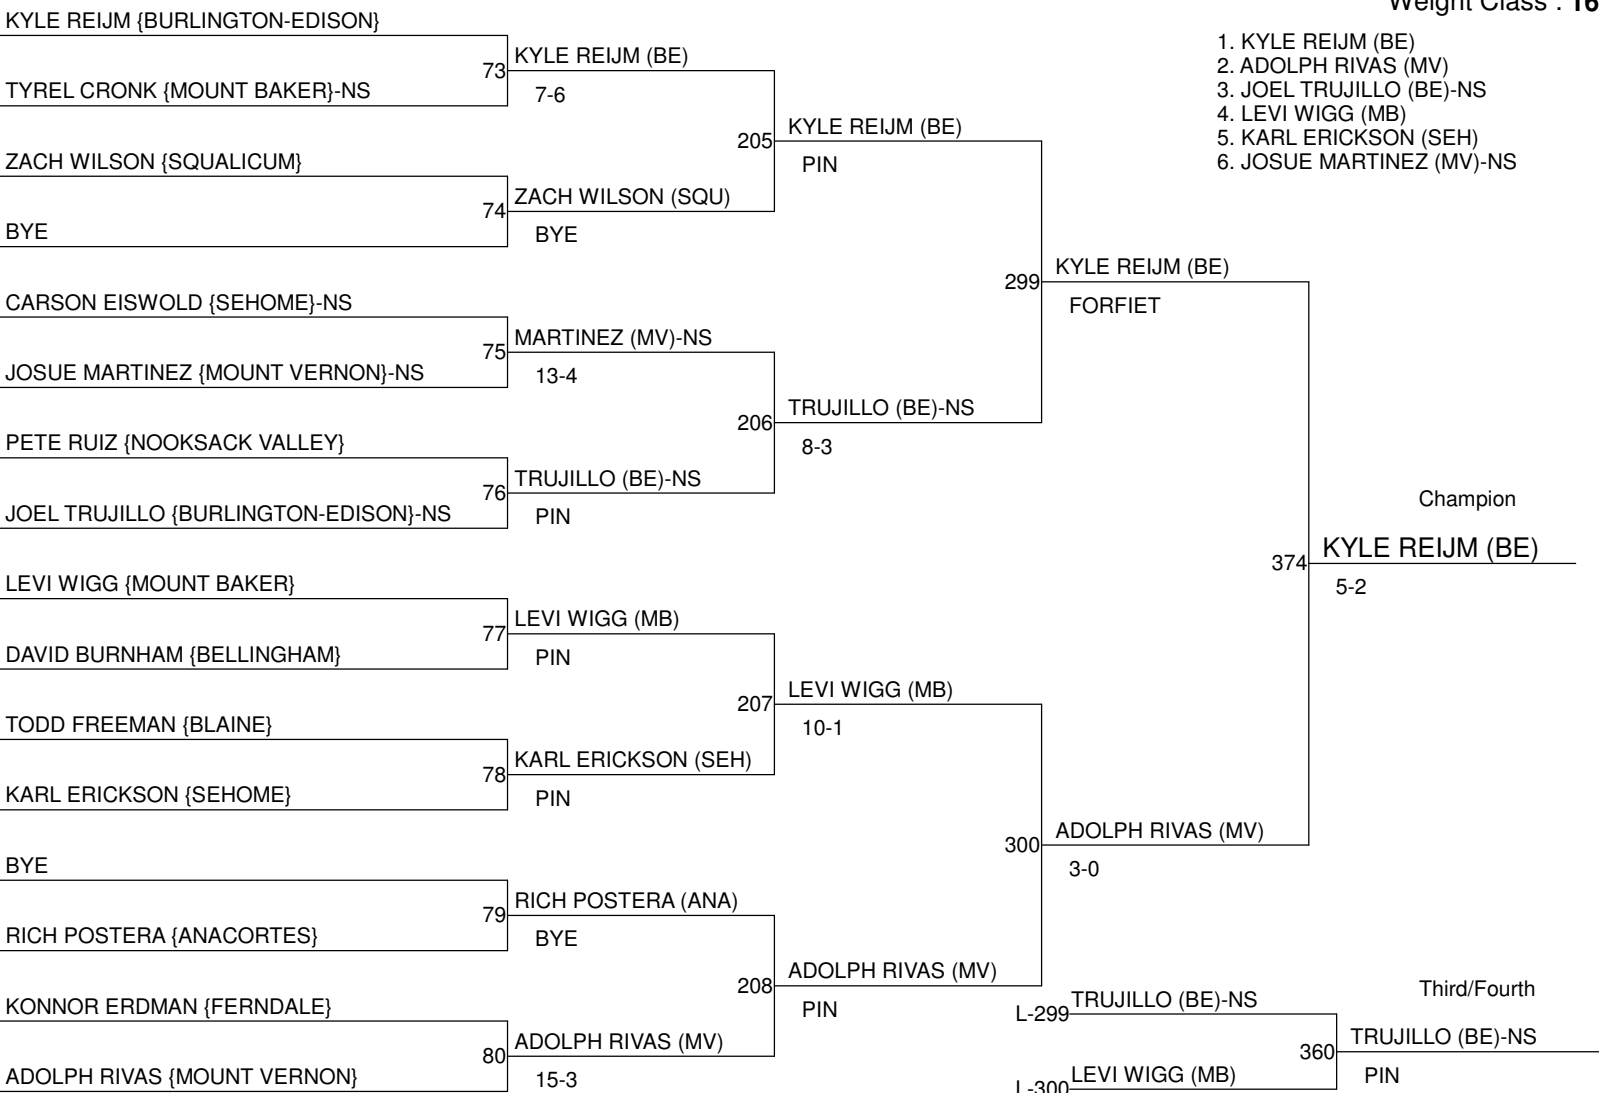 Weight Class : 16
KYLE REIJM {BURLINGTON-EDISON}
1. KYLE REIJM (BE)
2. ADOLPH RIVAS (MV)
3. JOEL TRUJILLO (BE)-NS
4. LEVI WIGG (MB)
5. KARL ERICKSON (SEH)
6. JOSUE MARTINEZ (MV)-NS
73 KYLE REIJM (BE)
TYREL CRONK {MOUNT BAKER}-NS
7-6
205 KYLE REIJM (BE)
PIN
ZACH WILSON {SQUALICUM}
74 ZACH WILSON (SQU)
BYE
BYE
299 KYLE REIJM (BE)
FORFIET
CARSON EISWOLD {SEHOME}-NS
75 MARTINEZ (MV)-NS
JOSUE MARTINEZ {MOUNT VERNON}-NS
13-4
206 TRUJILLO (BE)-NS
8-3
PETE RUIZ {NOOKSACK VALLEY}
76 TRUJILLO (BE)-NS
JOEL TRUJILLO {BURLINGTON-EDISON}-NS
PIN
Champion
374 KYLE REIJM (BE)
5-2
LEVI WIGG {MOUNT BAKER}
77 LEVI WIGG (MB)
DAVID BURNHAM {BELLINGHAM}
PIN
207 LEVI WIGG (MB)
10-1
TODD FREEMAN {BLAINE}
78 KARL ERICKSON (SEH)
KARL ERICKSON {SEHOME}
PIN
300 ADOLPH RIVAS (MV)
3-0
BYE
79 RICH POSTERA (ANA)
RICH POSTERA {ANACORTES}
BYE
208 ADOLPH RIVAS (MV)
PIN
KONNOR ERDMAN {FERNDALE}
80 ADOLPH RIVAS (MV)
ADOLPH RIVAS {MOUNT VERNON}
15-3
Third/Fourth
L-299 TRUJILLO (BE)-NS
360 TRUJILLO (BE)-NS
PIN
L-300 LEVI WIGG (MB)